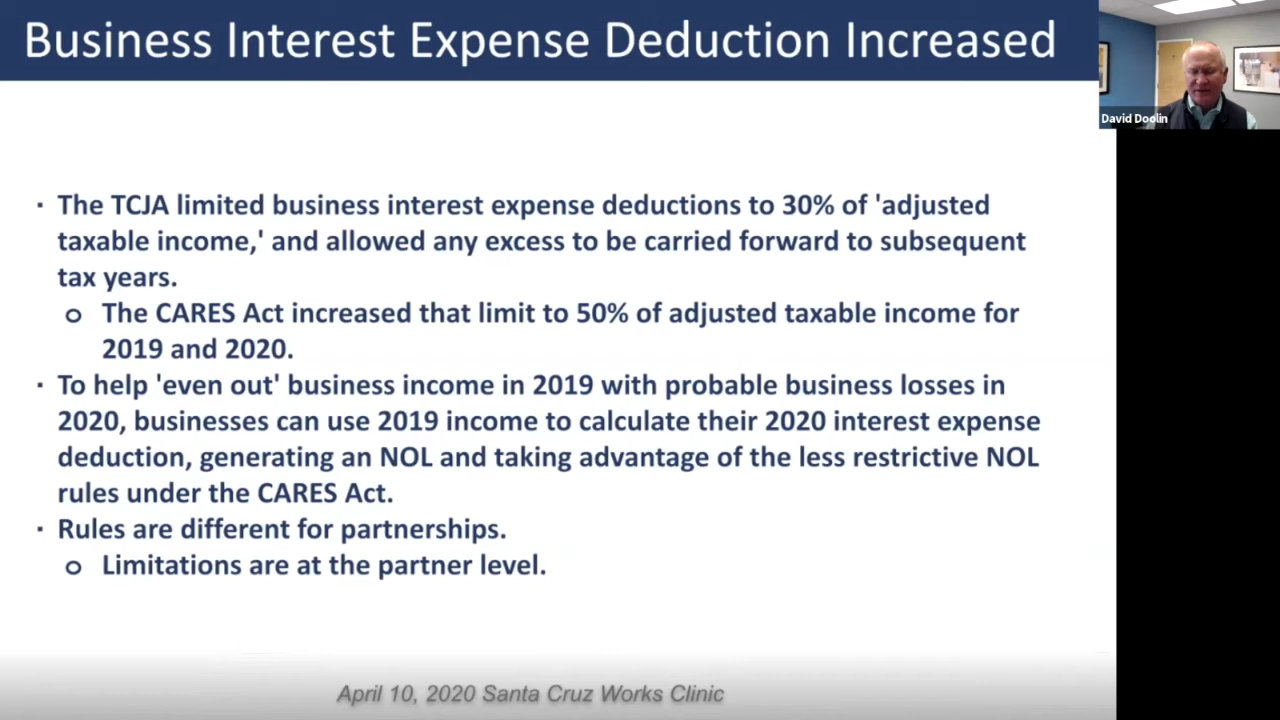 Business Interest Expense Deduction Increased
David Doolin
· The TCJA limited business interest expense deductions to 30% of 'adjusted
taxable income,' and allowed any excess to be carried forward to subsequent
tax years.
o The CARES Act increased that limit to 50% of adjusted taxable income for
2019 and 2020.
· To help 'even out' business income in 2019 with probable business losses in
2020, businesses can use 2019 income to calculate their 2020 interest expense
deduction, generating an NOL and taking advantage of the less restrictive NOL
rules under the CARES Act.
· Rules are different for partnerships.
o Limitations are at the partner level.
April 10, 2020 Santa Cruz Works Clinic